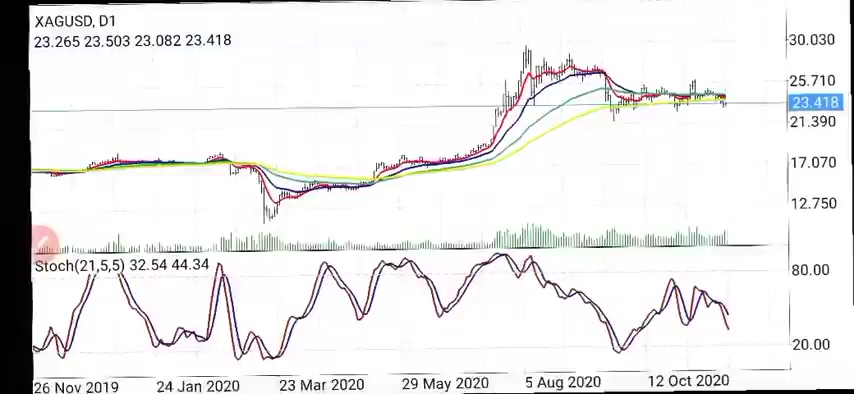 XAGUSD, D1
23.265 23.503 23.082 23.418
30.030
25.710
23.418
21.390
17.070
12.750
Stoch(21,5,5) 32.54 44.34
80.00
20.00
26 Nov 2019 24 Jan 2020 23 Mar 2020 29 May 2020 5 Aug 2020 12 Oct 2020